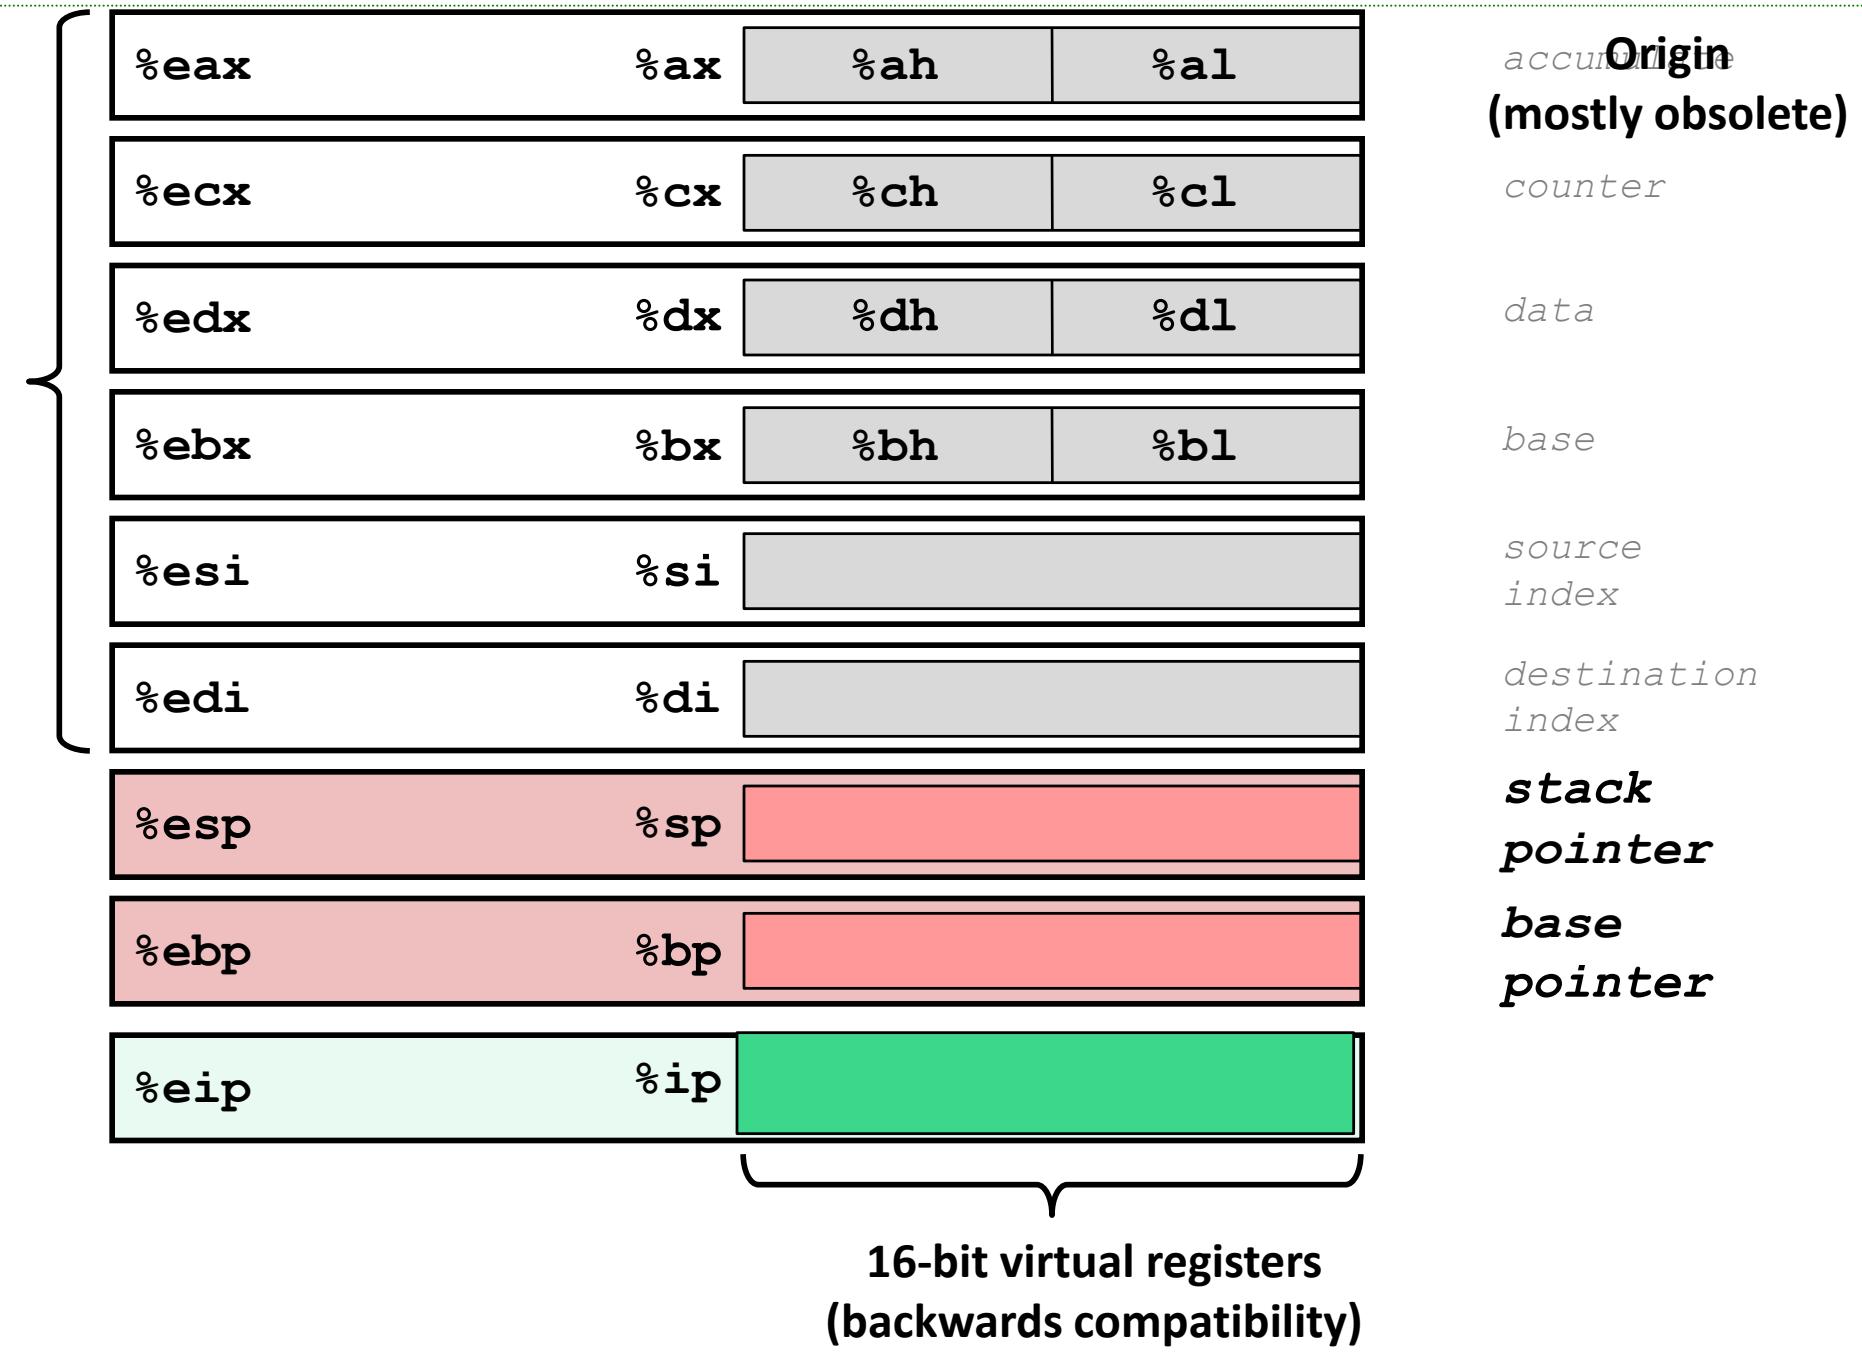 %eax %ax %ah %al accumulate
Origin
(mostly obsolete)
%ecx %cx %ch %cl counter
%edx %dx %dh %dl data
%ebx %bx %bh %bl base
%esi %si source
index
%edi %di destination
index
%esp %sp stack
pointer
%ebp %bp base
pointer
%eip %ip
16-bit virtual registers
(backwards compatibility)